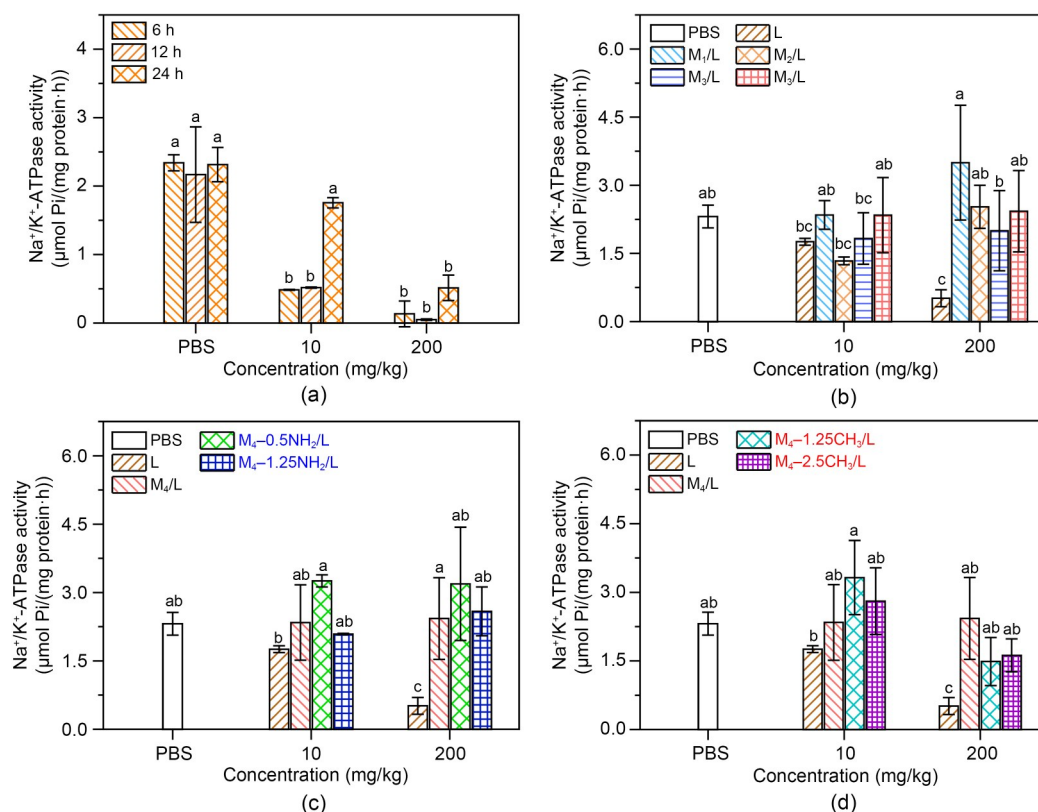 Na⁺/K⁺-ATPase activity
(μmol Pi/(mg protein·h))
4
3
2
1
0
6 h
12 h
24 h
a
a
a
b
b
a
b
b
b
PBS
10
200
Concentration (mg/kg)
(a)
Na⁺/K⁺-ATPase activity
(μmol Pi/(mg protein·h))
6.0
4.5
3.0
1.5
0.0
PBS
L
M₁/L
M₂/L
M₃/L
M₃/L
ab
bc
ab
bc
bc
ab
c
a
ab
b
ab
PBS
10
200
Concentration (mg/kg)
(b)
Na⁺/K⁺-ATPase activity
(μmol Pi/(mg protein·h))
6.0
4.5
3.0
1.5
0.0
PBS
M₄–0.5NH₂/L
L
M₄–1.25NH₂/L
M₄/L
ab
b
ab
a
ab
c
a
ab
ab
PBS
10
200
Concentration (mg/kg)
(c)
Na⁺/K⁺-ATPase activity
(μmol Pi/(mg protein·h))
6.0
4.5
3.0
1.5
0.0
PBS
M₄–1.25CH₃/L
L
M₄–2.5CH₃/L
M₄/L
ab
b
ab
a
ab
c
ab
ab
ab
PBS
10
200
Concentration (mg/kg)
(d)